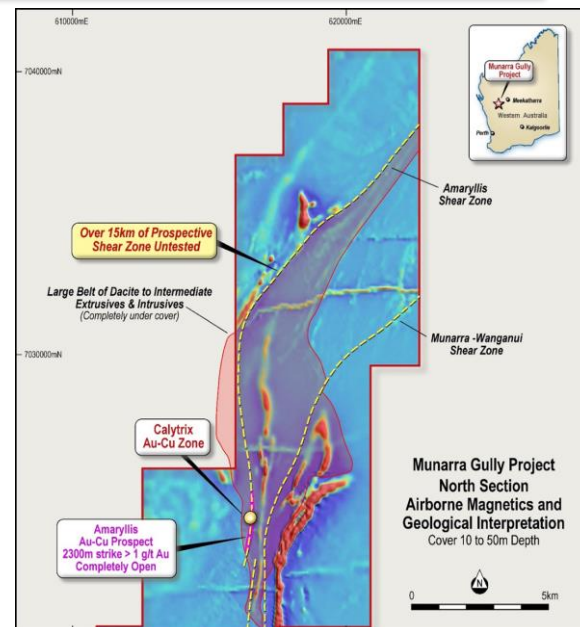 610000mE
620000mE
7040000mN
Munarra Gully
Project
Meekatharra
Western Australia
Perth
Kalgoorlie
Amaryllis
Shear Zone
Over 15km of Prospective
Shear Zone Untested
Large Belt of Dacite to Intermediate
Extrusives & Intrusives
(Completely under cover)
Munarra -Wanganui
Shear Zone
7030000mN
Calytrix
Au-Cu Zone
Amaryllis
Au-Cu Prospect
2300m strike > 1 g/t Au
Completely Open
Munarra Gully Project
North Section
Airborne Magnetics and
Geological Interpretation
Cover 10 to 50m Depth
N
0 5km